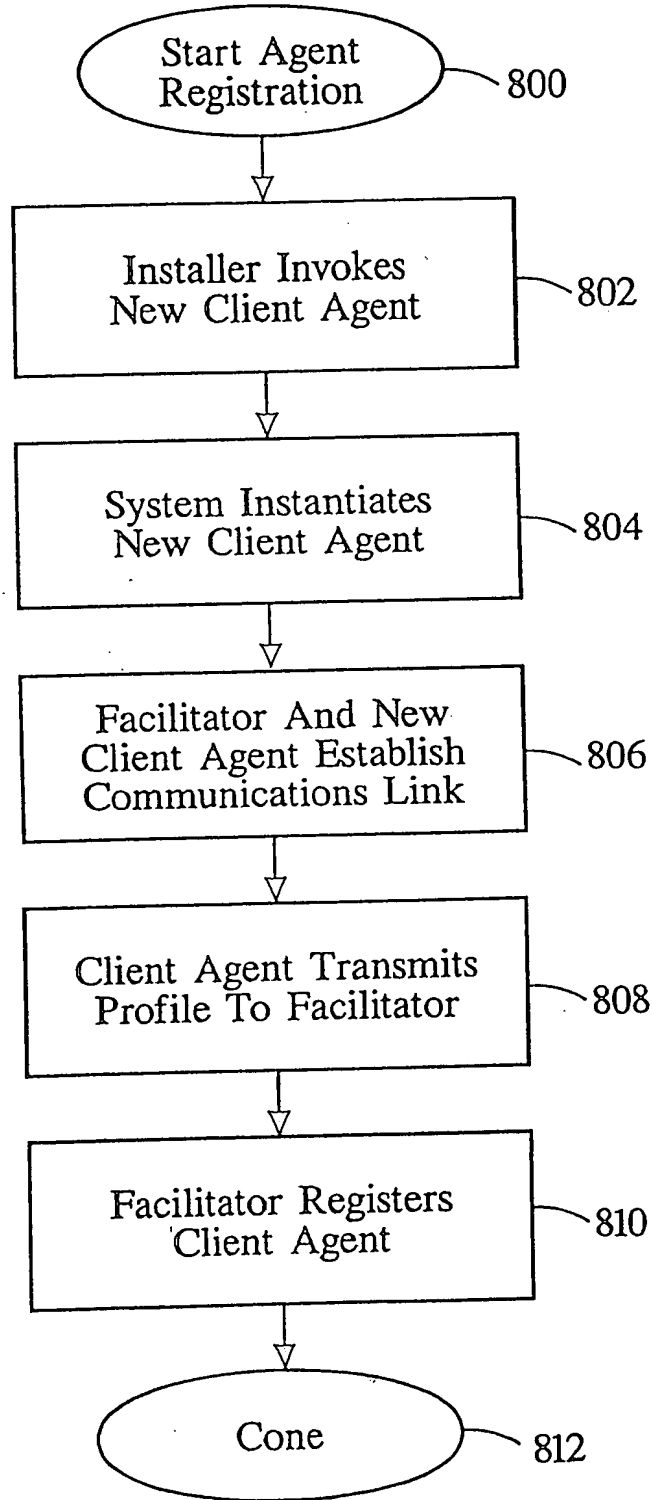 Start Agent
Registration
800
Installer Invokes
New Client Agent
802
System Instantiates
New Client Agent
804
Facilitator And New
Client Agent Establish
Communications Link
806
Client Agent Transmits
Profile To Facilitator
808
Facilitator Registers
Client Agent
810
Cone
812